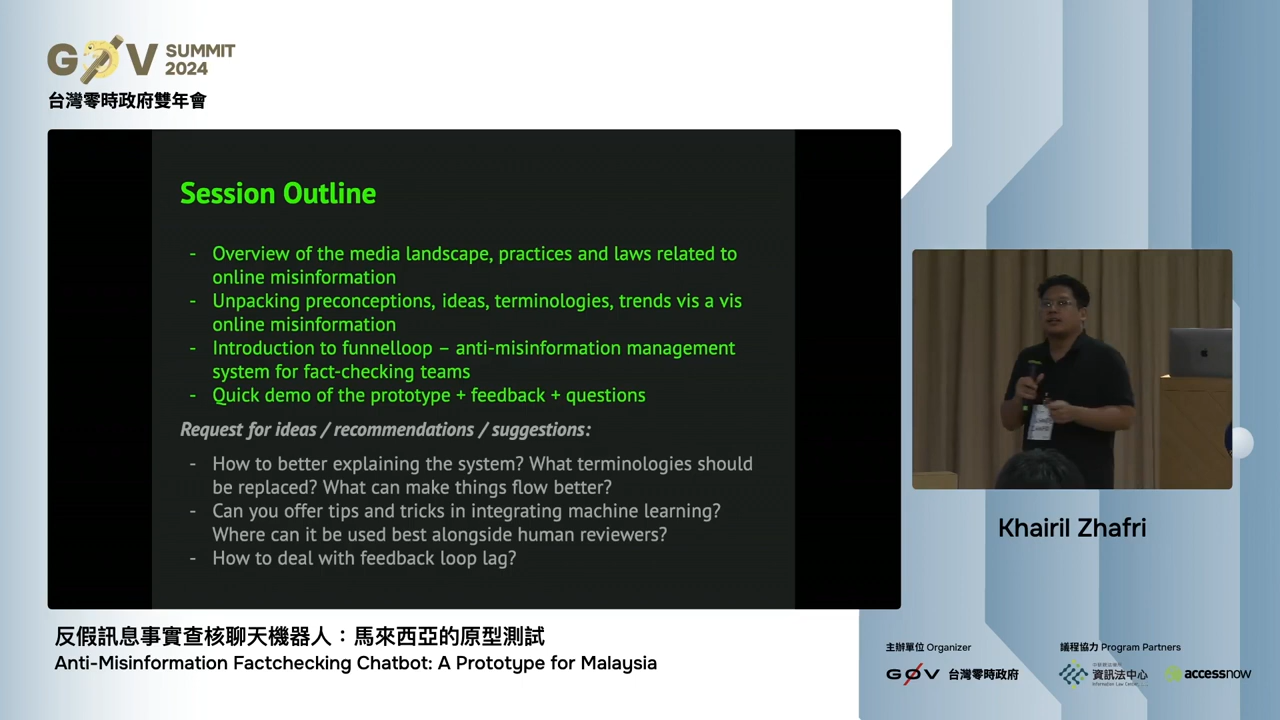 G0V SUMMIT 2024
台灣零時政府雙年會
Session Outline
- Overview of the media landscape, practices and laws related to
online misinformation
- Unpacking preconceptions, ideas, terminologies, trends vis a vis
online misinformation
- Introduction to funnelloop – anti-misinformation management
system for fact-checking teams
- Quick demo of the prototype + feedback + questions
Request for ideas / recommendations / suggestions:
- How to better explaining the system? What terminologies should
be replaced? What can make things flow better?
- Can you offer tips and tricks in integrating machine learning?
Where can it be used best alongside human reviewers?
- How to deal with feedback loop lag?
Khairil Zhafri
反假訊息事實查核聊天機器人：馬來西亞的原型測試
Anti-Misinformation Factchecking Chatbot: A Prototype for Malaysia
主辦單位 Organizer
G0V 台灣零時政府
議程協力 Program Partners
資訊法中心
Information Law Center
accessnow